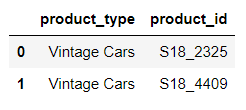 product_type product_id
0 Vintage Cars S18_2325
1 Vintage Cars S18_4409